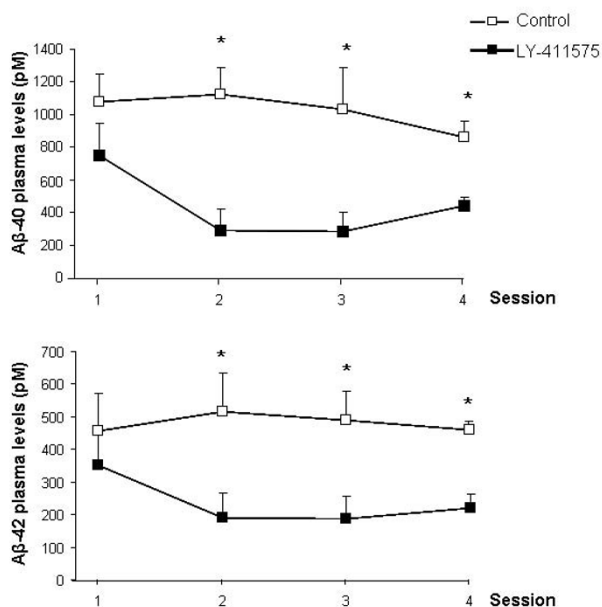 Control
LY-411575
Aβ-40 plasma levels (pM)
1400
1200
1000
800
600
400
200
0
* * *
1 2 3 4 Session
Aβ-42 plasma levels (pM)
700
600
500
400
300
200
100
0
* * *
1 2 3 4 Session